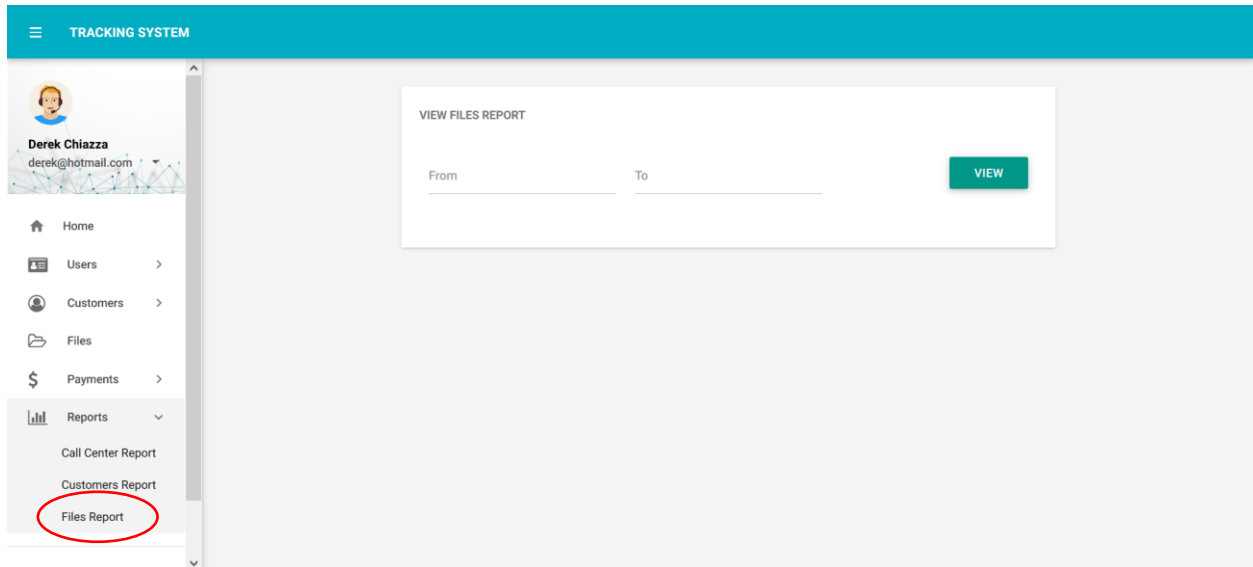 TRACKING SYSTEM
Derek Chiazza
derek@hotmail.com
Home
Users
Customers
Files
Payments
Reports
Call Center Report
Customers Report
Files Report
VIEW FILES REPORT
From To VIEW